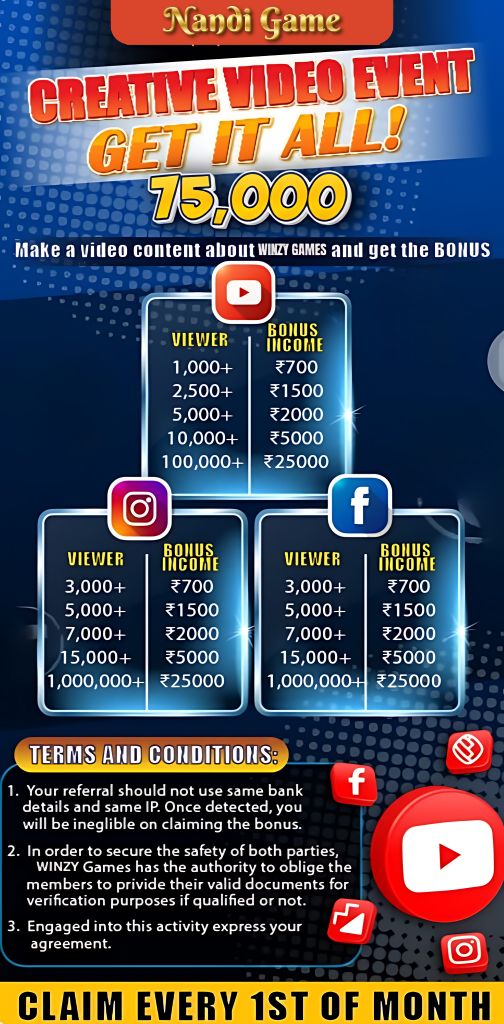 Nandi Game
CREATIVE VIDEO EVENT
GET IT ALL!
75,000
Make a video content about WINZY GAMES and get the BONUS
VIEWER BONUS INCOME
1,000+ ₹700
2,500+ ₹1500
5,000+ ₹2000
10,000+ ₹5000
100,000+ ₹25000
VIEWER BONUS INCOME
3,000+ ₹700
5,000+ ₹1500
7,000+ ₹2000
15,000+ ₹5000
1,000,000+ ₹25000
VIEWER BONUS INCOME
3,000+ ₹700
5,000+ ₹1500
7,000+ ₹2000
15,000+ ₹5000
1,000,000+ ₹25000
TERMS AND CONDITIONS:
1. Your referral should not use same bank
details and same IP. Once detected, you
will be ineglible on claiming the bonus.
2. In order to secure the safety of both parties,
WINZY Games has the authority to oblige the
members to privide their valid documents for
verification purposes if qualified or not.
3. Engaged into this activity express your
agreement.
CLAIM EVERY 1ST OF MONTH